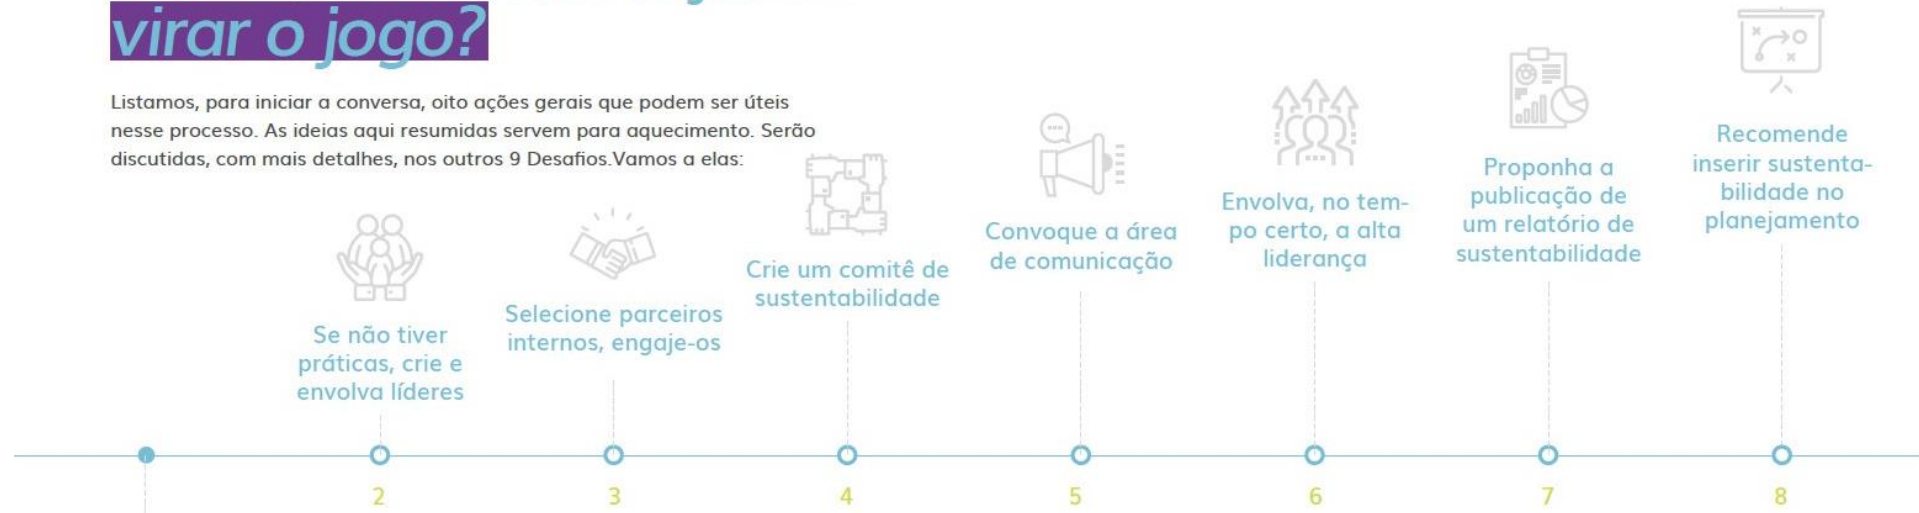 virar o jogo?
Listamos, para iniciar a conversa, oito ações gerais que podem ser úteis
nesse processo. As ideias aqui resumidas servem para aquecimento. Serão
discutidas, com mais detalhes, nos outros 9 Desafios.Vamos a elas:
Se não tiver
práticas, crie e
envolva líderes
Selecione parceiros
internos, engaje-os
Crie um comitê de
sustentabilidade
Convoque a área
de comunicação
Envolva, no tem-
po certo, a alta
liderança
Proponha a
publicação de
um relatório de
sustentabilidade
Recomende
inserir sustenta-
bilidade no
planejamento
2
3
4
5
6
7
8